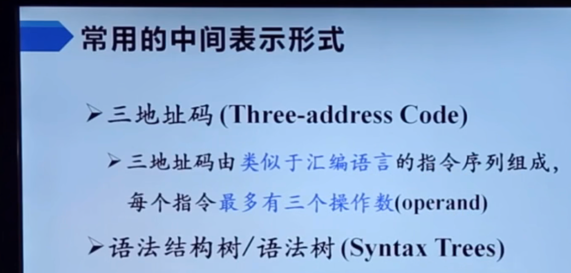 常用的中间表示形式
➢三地址码(Three-address Code)
➢三地址码由类似于汇编语言的指令序列组成,
每个指令最多有三个操作数(operand)
➢语法结构树/语法树(Syntax Trees)